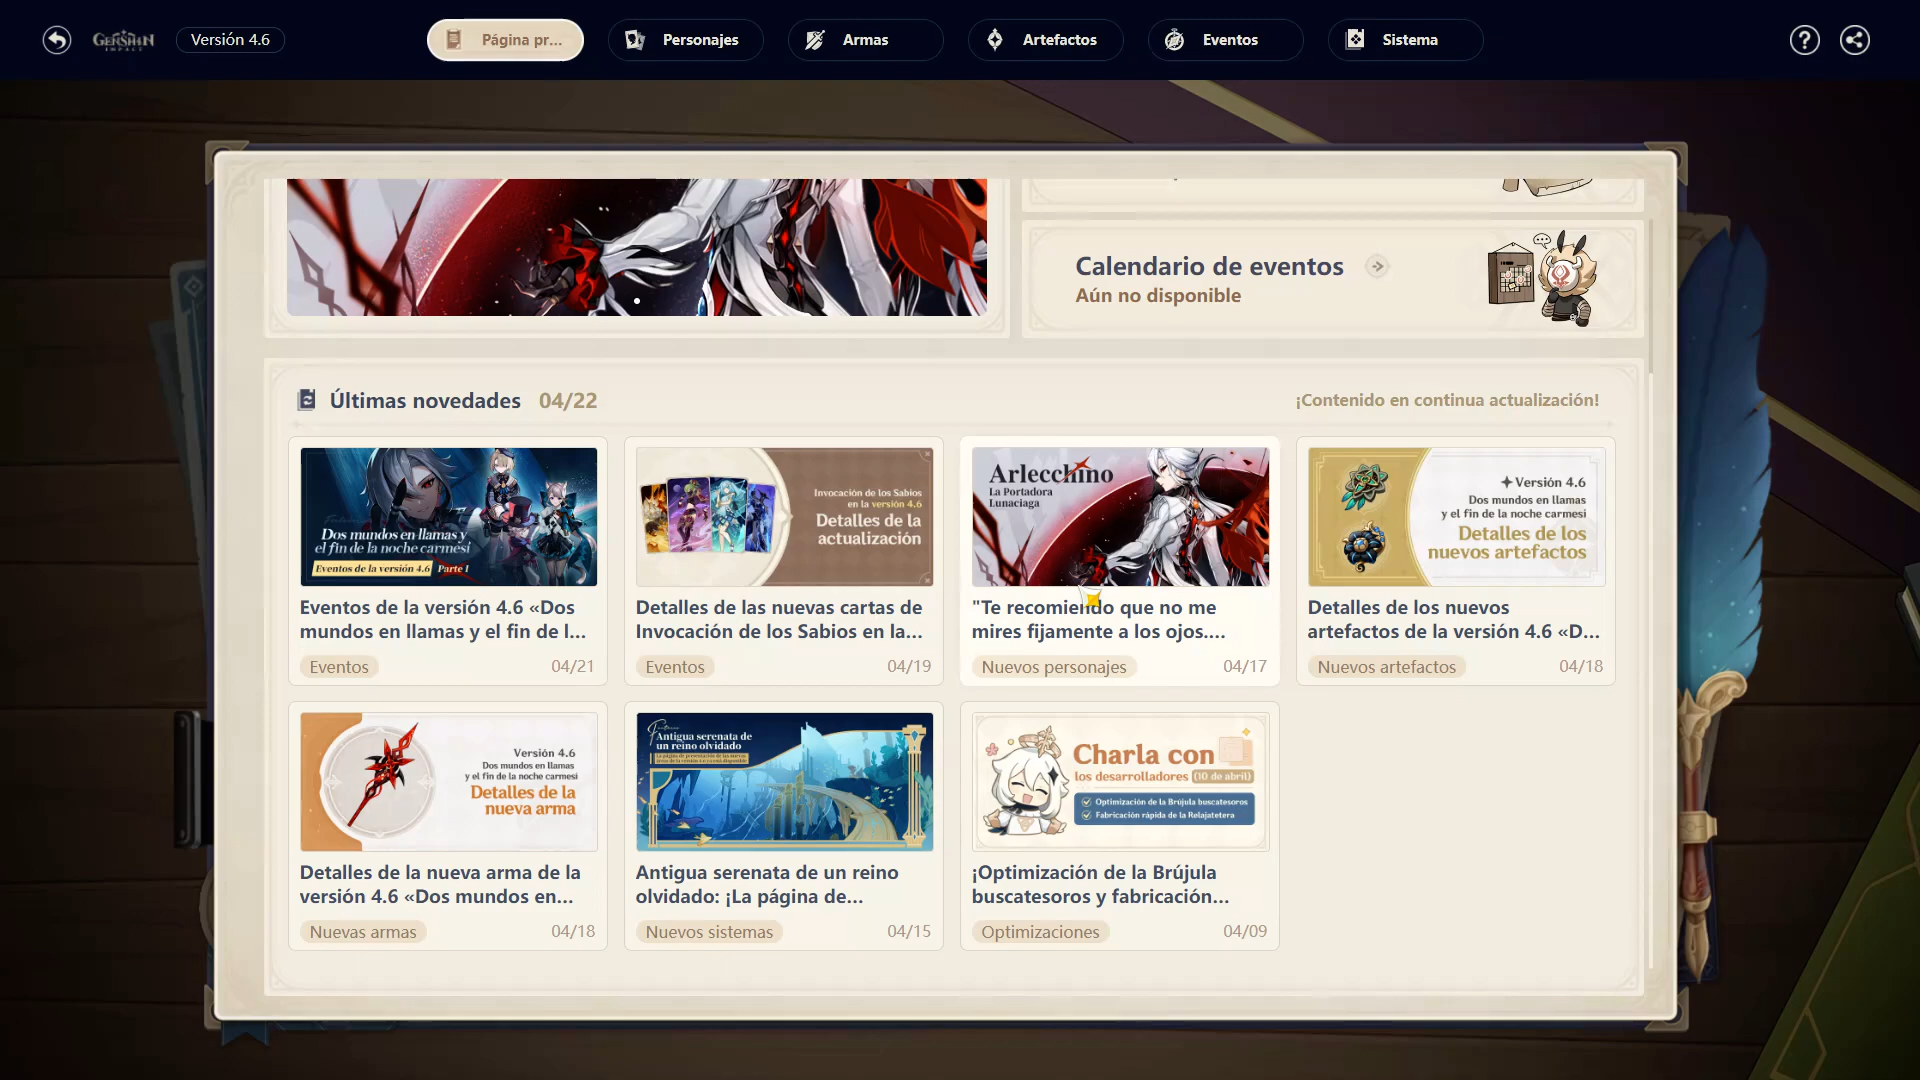 GENSHIN
IMPACT
Versión 4.6
Página pr...
Personajes
Armas
Artefactos
Eventos
Sistema
?
Calendario de eventos
Aún no disponible
Últimas novedades 04/22
¡Contenido en continua actualización!
Dos mundos en llamas y
el fin de la noche carmesí
Eventos de la versión 4.6 Parte 1
Eventos de la versión 4.6 «Dos
mundos en llamas y el fin de l...
Eventos
04/21
Invocación de los Sabios
en la versión 4.6
Detalles de la
actualización
Detalles de las nuevas cartas de
Invocación de los Sabios en la...
Eventos
04/19
Arlecchino
La Portadora
Lunaciaga
"Te recomiendo que no me
mires fijamente a los ojos....
Nuevos personajes
04/17
Versión 4.6
Dos mundos en llamas
y el fin de la noche carmesí
Detalles de los
nuevos artefactos
Detalles de los nuevos
artefactos de la versión 4.6 «D...
Nuevos artefactos
04/18
Versión 4.6
Dos mundos en llamas
y el fin de la noche carmesí
Detalles de la
nueva arma
Detalles de la nueva arma de la
versión 4.6 «Dos mundos en...
Nuevas armas
04/18
Antigua serenata de
un reino olvidado
Antigua serenata de un reino
olvidado: ¡La página de...
Nuevos sistemas
04/15
Charla con
los desarrolladores (10 de abril)
Optimización de la Brújula buscatesoros
Fabricación rápida de la Relajatetera
¡Optimización de la Brújula
buscatesoros y fabricación...
Optimizaciones
04/09